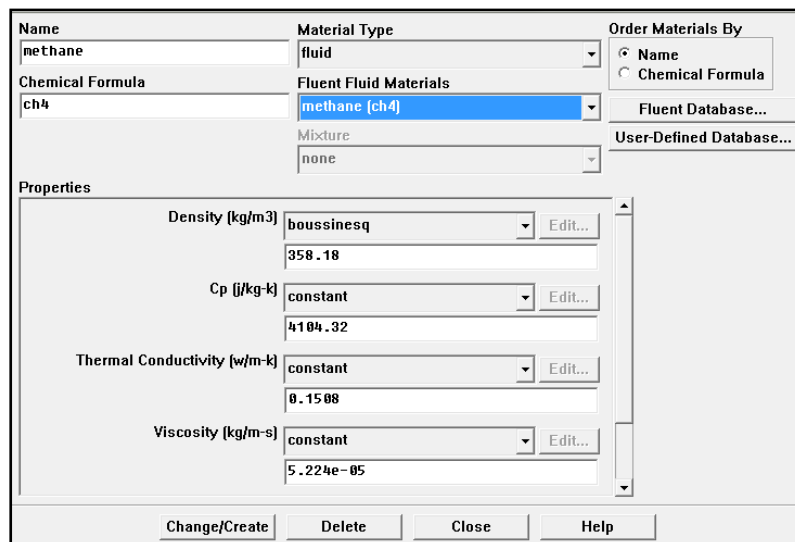 Name
methane
Material Type
fluid
Order Materials By
Name
Chemical Formula
Chemical Formula
ch4
Fluent Fluid Materials
methane (ch4)
Fluent Database...
Mixture
none
User-Defined Database...
Properties
Density (kg/m3)
boussinesq
Edit...
358.18
Cp (j/kg-k)
constant
Edit...
4104.32
Thermal Conductivity (w/m-k)
constant
Edit...
0.1508
Viscosity (kg/m-s)
constant
Edit...
5.224e-05
Change/Create
Delete
Close
Help